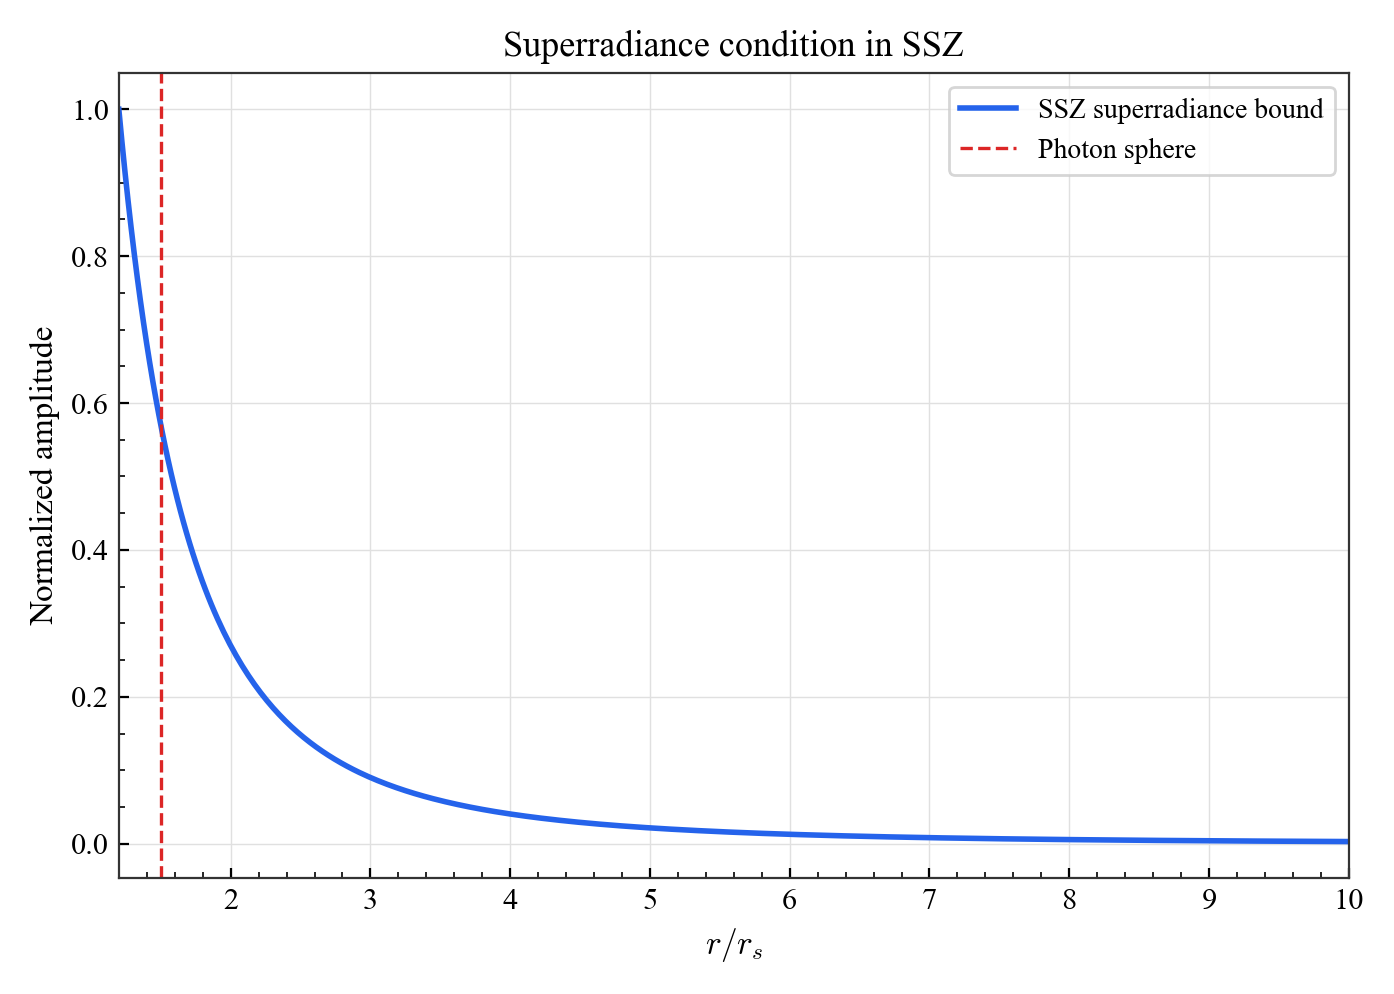 Superradiance condition in SSZ
SSZ superradiance bound
Photon sphere
Normalized amplitude
1.0
0.8
0.6
0.4
0.2
0.0
2 3 4 5 6 7 8 9 10
r/r_s